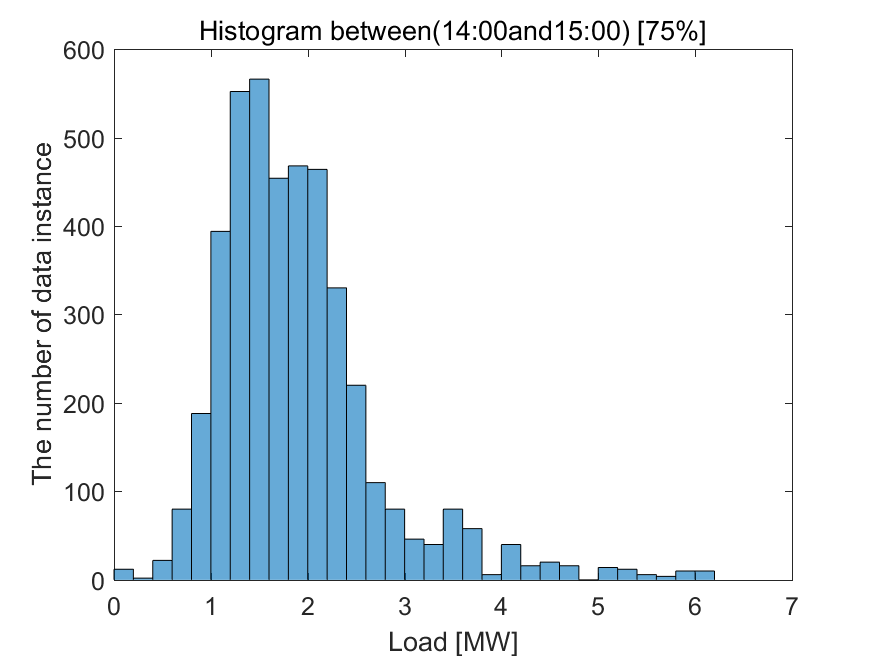 Histogram between(14:00and15:00) [75%]
600
500
400
300
200
100
0
The number of data instance
0 1 2 3 4 5 6 7
Load [MW]